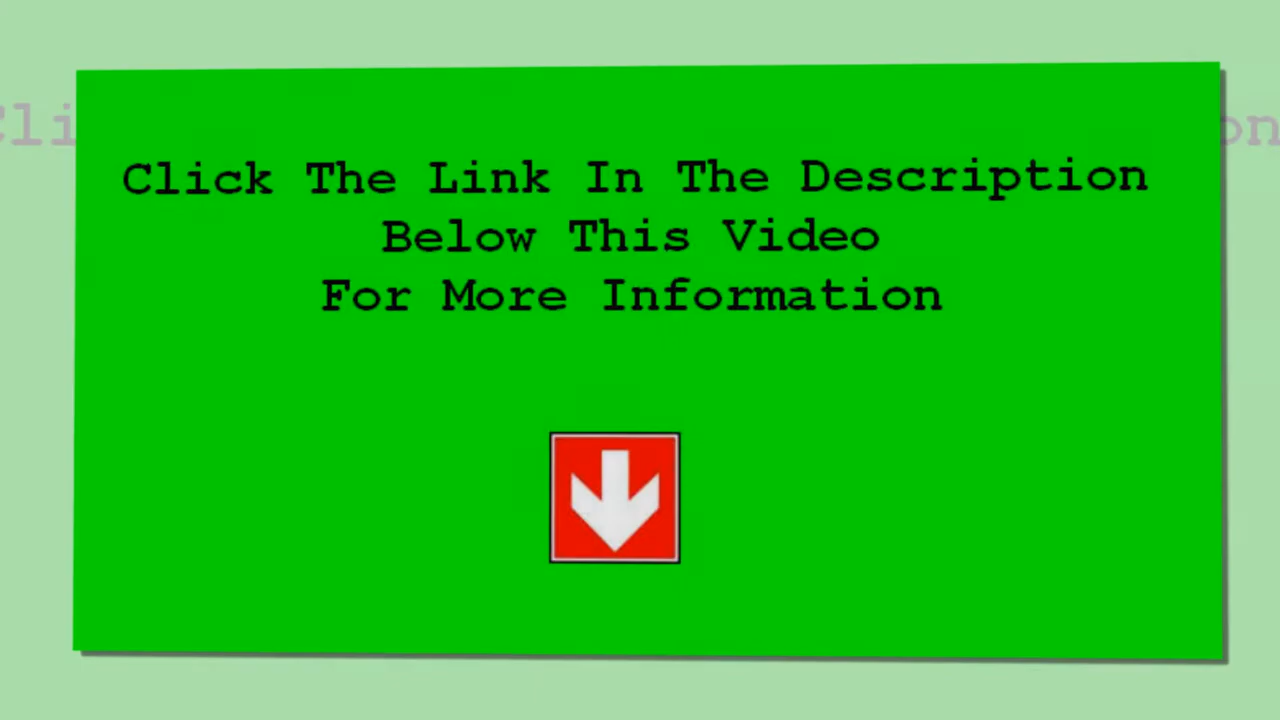 Click The Link In The Description
Below This Video
For More Information